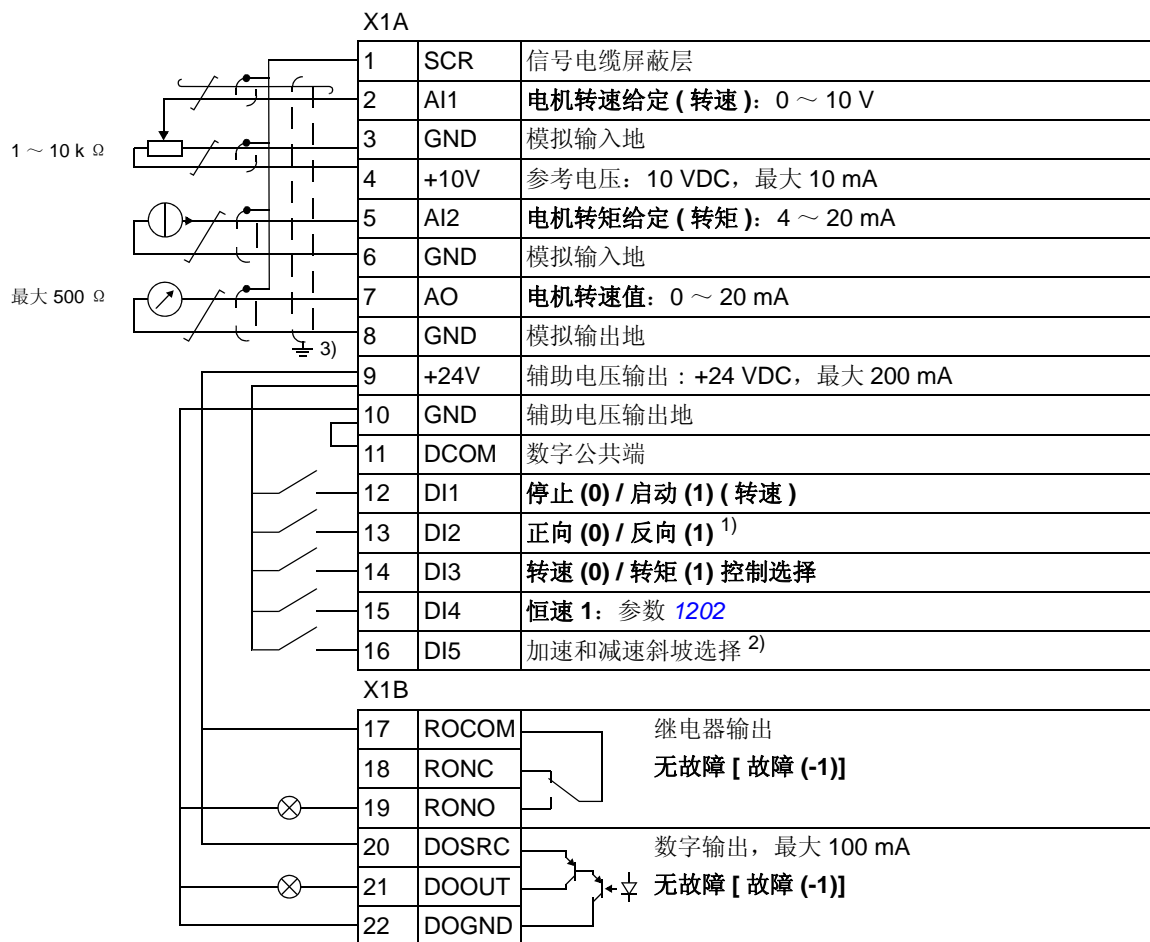 X1A
1 SCR 信号电缆屏蔽层
2 AI1 电机转速给定 ( 转速 )：0 ～ 10 V
1 ～ 10 k Ω
3 GND 模拟输入地
4 +10V 参考电压：10 VDC，最大 10 mA
5 AI2 电机转矩给定 ( 转矩 )：4 ～ 20 mA
6 GND 模拟输入地
最大 500 Ω
7 AO 电机转速值：0 ～ 20 mA
8 GND 模拟输出地
3)
9 +24V 辅助电压输出 : +24 VDC，最大 200 mA
10 GND 辅助电压输出地
11 DCOM 数字公共端
12 DI1 停止 (0) / 启动 (1) ( 转速 )
13 DI2 正向 (0) / 反向 (1) 1)
14 DI3 转速 (0) / 转矩 (1) 控制选择
15 DI4 恒速 1：参数 1202
16 DI5 加速和减速斜坡选择 2)
X1B
17 ROCOM 继电器输出
18 RONC 无故障 [ 故障 (-1)]
19 RONO
20 DOSRC 数字输出，最大 100 mA
21 DOOUT 无故障 [ 故障 (-1)]
22 DOGND